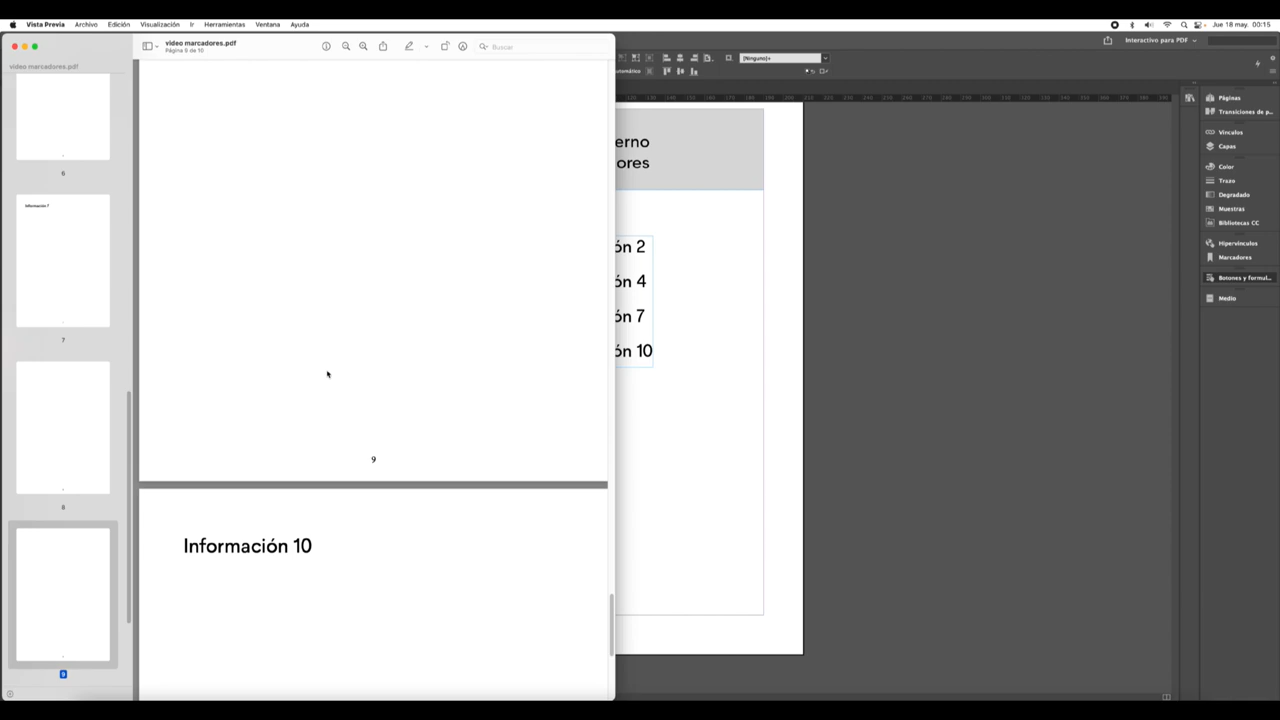 Vista Previa Archivo Edición Visualización Ir Herramientas Ventana Ayuda
Jue 18 may. 00:15
video marcadores.pdf
Página 9 de 10
Buscar
video marcadores.pdf
6
Información 7
7
8
9
9
Información 10
Interactivo para PDF
[Ninguno]+
utomático
erno
ores
ón 2
ón 4
ón 7
ón 10
Páginas
Transiciones de p...
Vínculos
Capas
Color
Trazo
Degradado
Muestras
Bibliotecas CC
Hipervínculos
Marcadores
Botones y formul...
Medio